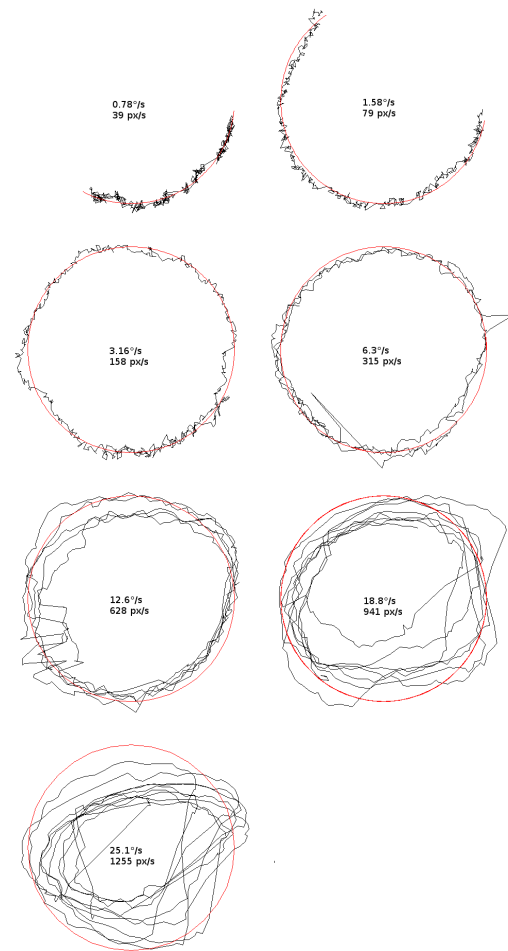 0.78°/s
39 px/s
1.58°/s
79 px/s
3.16°/s
158 px/s
6.3°/s
315 px/s
12.6°/s
628 px/s
18.8°/s
941 px/s
25.1°/s
1255 px/s